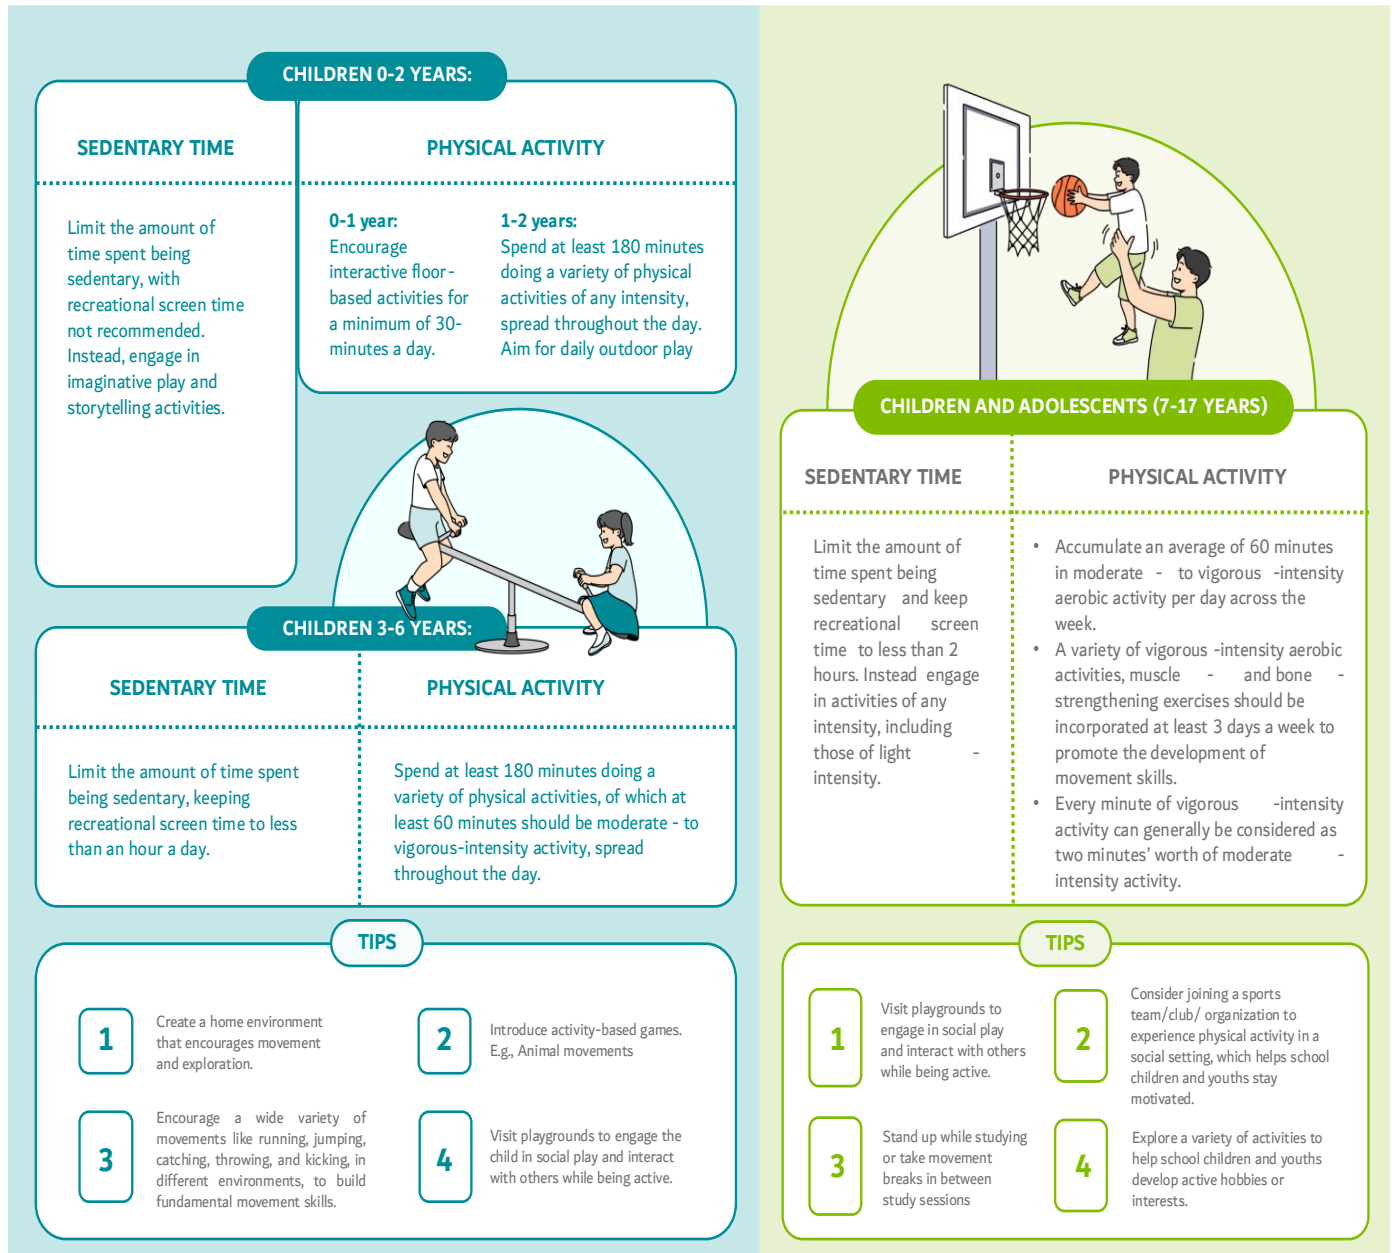 CHILDREN 0-2 YEARS:
SEDENTARY TIME
Limit the amount of
time spent being
sedentary, with
recreational screen time
not recommended.
Instead, engage in
imaginative play and
storytelling activities.
PHYSICAL ACTIVITY
0-1 year:
Encourage
interactive floor-
based activities for
a minimum of 30-
minutes a day.
1-2 years:
Spend at least 180 minutes
doing a variety of physical
activities of any intensity,
spread throughout the day.
Aim for daily outdoor play
CHILDREN 3-6 YEARS:
SEDENTARY TIME
Limit the amount of time spent
being sedentary, keeping
recreational screen time to less
than an hour a day.
PHYSICAL ACTIVITY
Spend at least 180 minutes doing a
variety of physical activities, of which at
least 60 minutes should be moderate - to
vigorous-intensity activity, spread
throughout the day.
TIPS
1
Create a home environment
that encourages movement
and exploration.
2
Introduce activity-based games.
E.g., Animal movements
3
Encourage a wide variety of
movements like running, jumping,
catching, throwing, and kicking, in
different environments, to build
fundamental movement skills.
4
Visit playgrounds to engage the
child in social play and interact
with others while being active.
CHILDREN AND ADOLESCENTS (7-17 YEARS)
SEDENTARY TIME
Limit the amount of
time spent being
sedentary and keep
recreational screen
time to less than 2
hours. Instead engage
in activities of any
intensity, including
those of light -
intensity.
PHYSICAL ACTIVITY
• Accumulate an average of 60 minutes
in moderate - to vigorous -intensity
aerobic activity per day across the
week.
• A variety of vigorous -intensity aerobic
activities, muscle - and bone -
strengthening exercises should be
incorporated at least 3 days a week to
promote the development of
movement skills.
• Every minute of vigorous -intensity
activity can generally be considered as
two minutes’ worth of moderate -
intensity activity.
TIPS
1
Visit playgrounds to
engage in social play
and interact with others
while being active.
2
Consider joining a sports
team/club/ organization to
experience physical activity in a
social setting, which helps school
children and youths stay
motivated.
3
Stand up while studying
or take movement
breaks in between
study sessions
4
Explore a variety of activities to
help school children and youths
develop active hobbies or
interests.